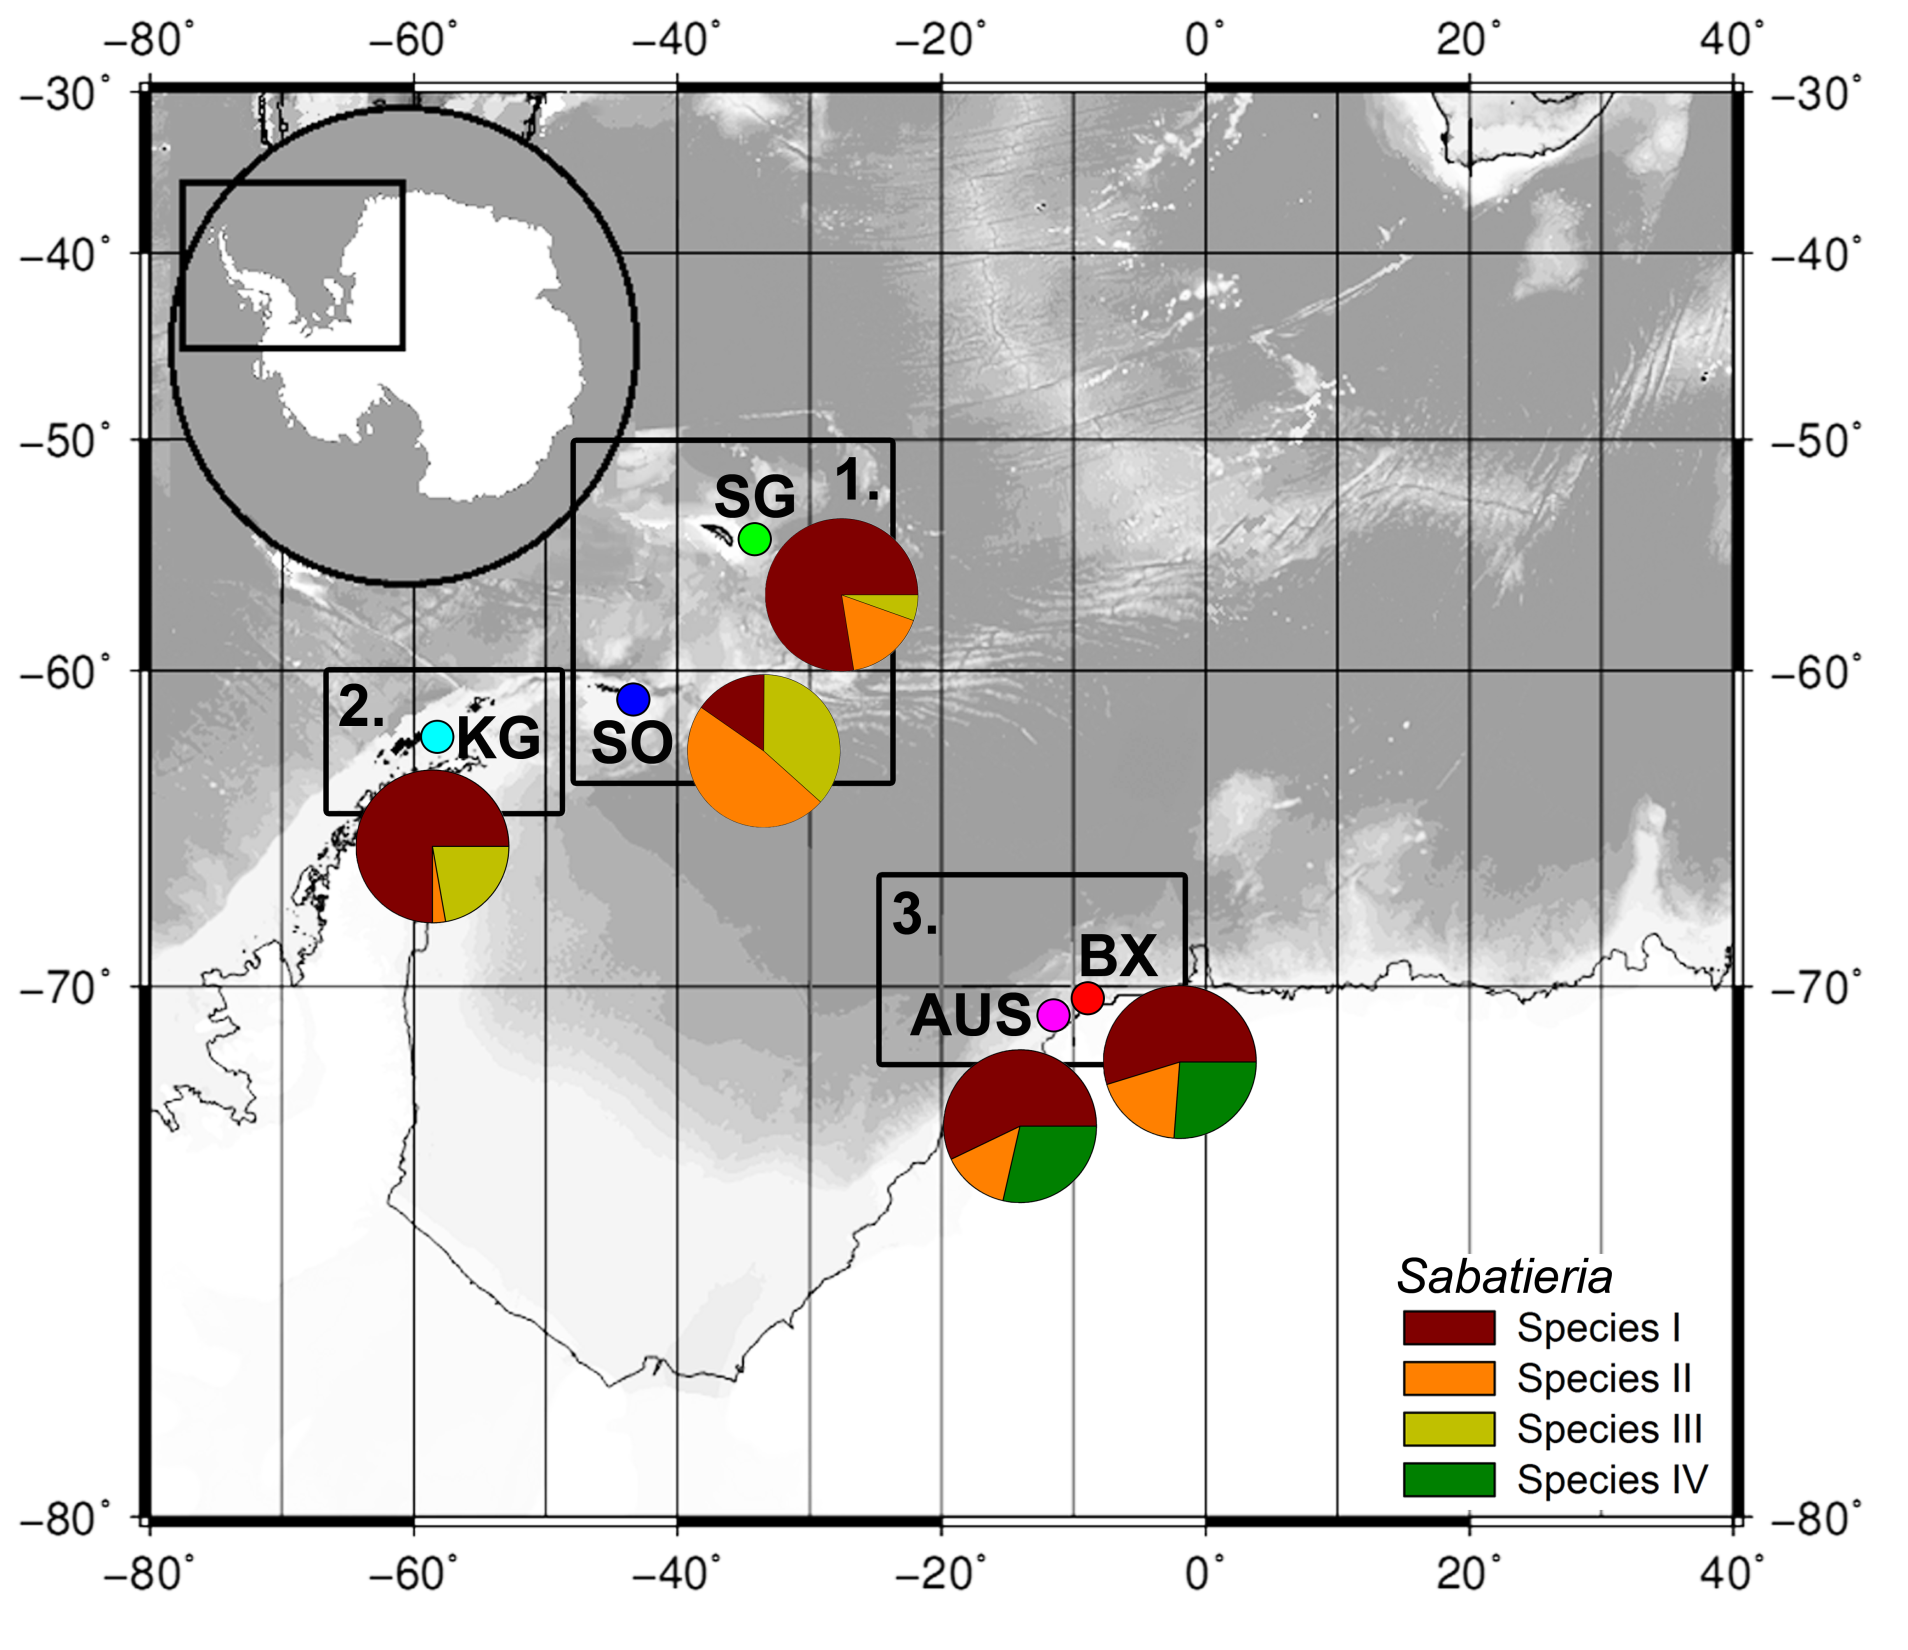 −80° −60° −40° −20° 0° 20° 40°
−30° −30°
−40° −40°
−50° −50°
1.
SG
−60° −60°
2.
KG
SO
3.
BX
−70° −70°
AUS
Sabatieria
Species I
Species II
Species III
Species IV
−80° −80°
−80° −60° −40° −20° 0° 20° 40°